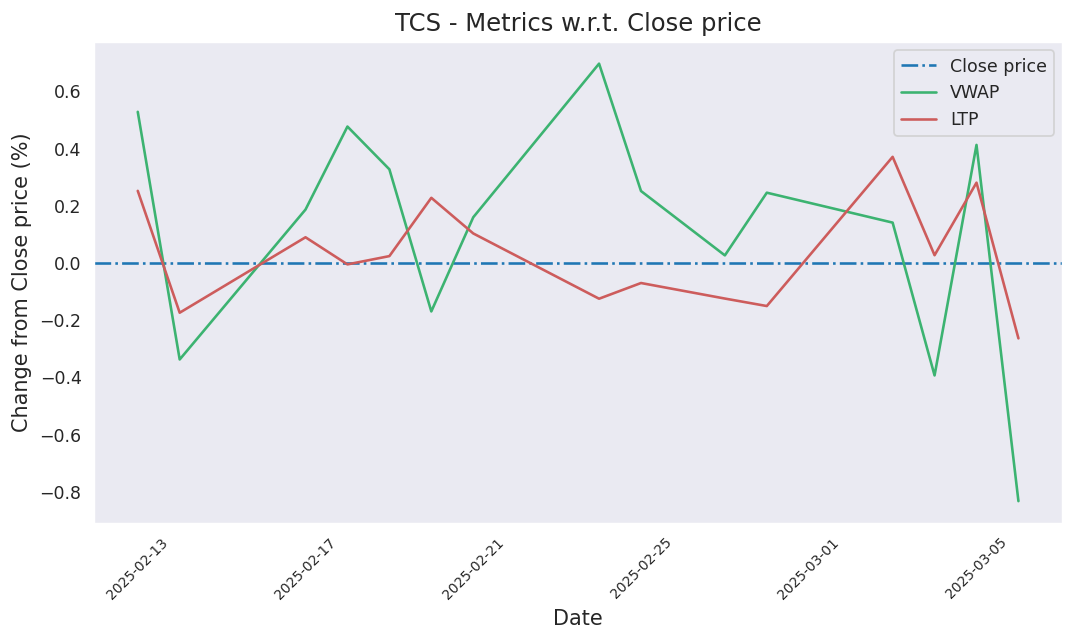 TCS - Metrics w.r.t. Close price
Close price
VWAP
LTP
Change from Close price (%)
0.6
0.4
0.2
0.0
−0.2
−0.4
−0.6
−0.8
2025-02-13
2025-02-17
2025-02-21
2025-02-25
2025-03-01
2025-03-05
Date